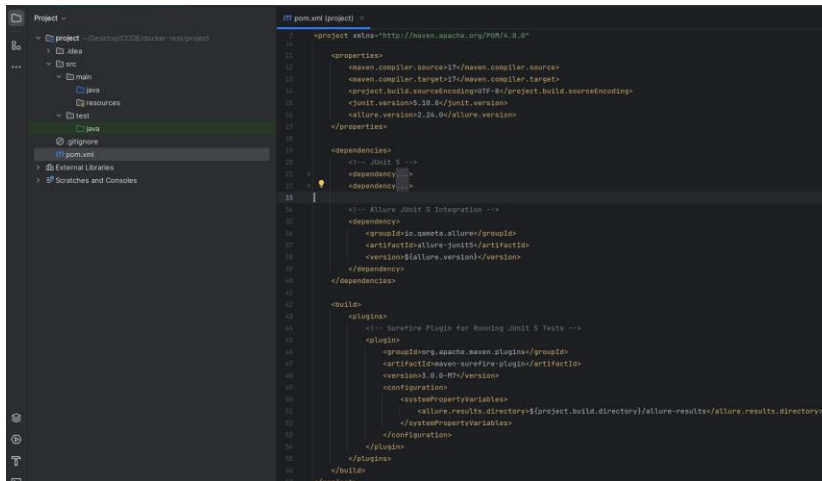 Project
project ~/Desktop/CODE/docker-test/project
.idea
src
main
java
resources
test
java
.gitignore
pom.xml
External Libraries
Scratches and Consoles
pom.xml (project)
<project xmlns="http://maven.apache.org/POM/4.0.0"
<properties>
<maven.compiler.source>17</maven.compiler.source>
<maven.compiler.target>17</maven.compiler.target>
<project.build.sourceEncoding>UTF-8</project.build.sourceEncoding>
<junit.version>5.10.0</junit.version>
<allure.version>2.24.0</allure.version>
</properties>
<dependencies>
<!-- JUnit 5 -->
<dependency...>
<dependency...>
33
<!-- Allure JUnit 5 Integration -->
<dependency>
<groupId>io.qameta.allure</groupId>
<artifactId>allure-junit5</artifactId>
<version>${allure.version}</version>
</dependency>
</dependencies>
<build>
<plugins>
<!-- Surefire Plugin for Running JUnit 5 Tests -->
<plugin>
<groupId>org.apache.maven.plugins</groupId>
<artifactId>maven-surefire-plugin</artifactId>
<version>3.0.0-M7</version>
<configuration>
<systemPropertyVariables>
<allure.results.directory>${project.build.directory}/allure-results</allure.results.directory>
</systemPropertyVariables>
</configuration>
</plugin>
</plugins>
</build>